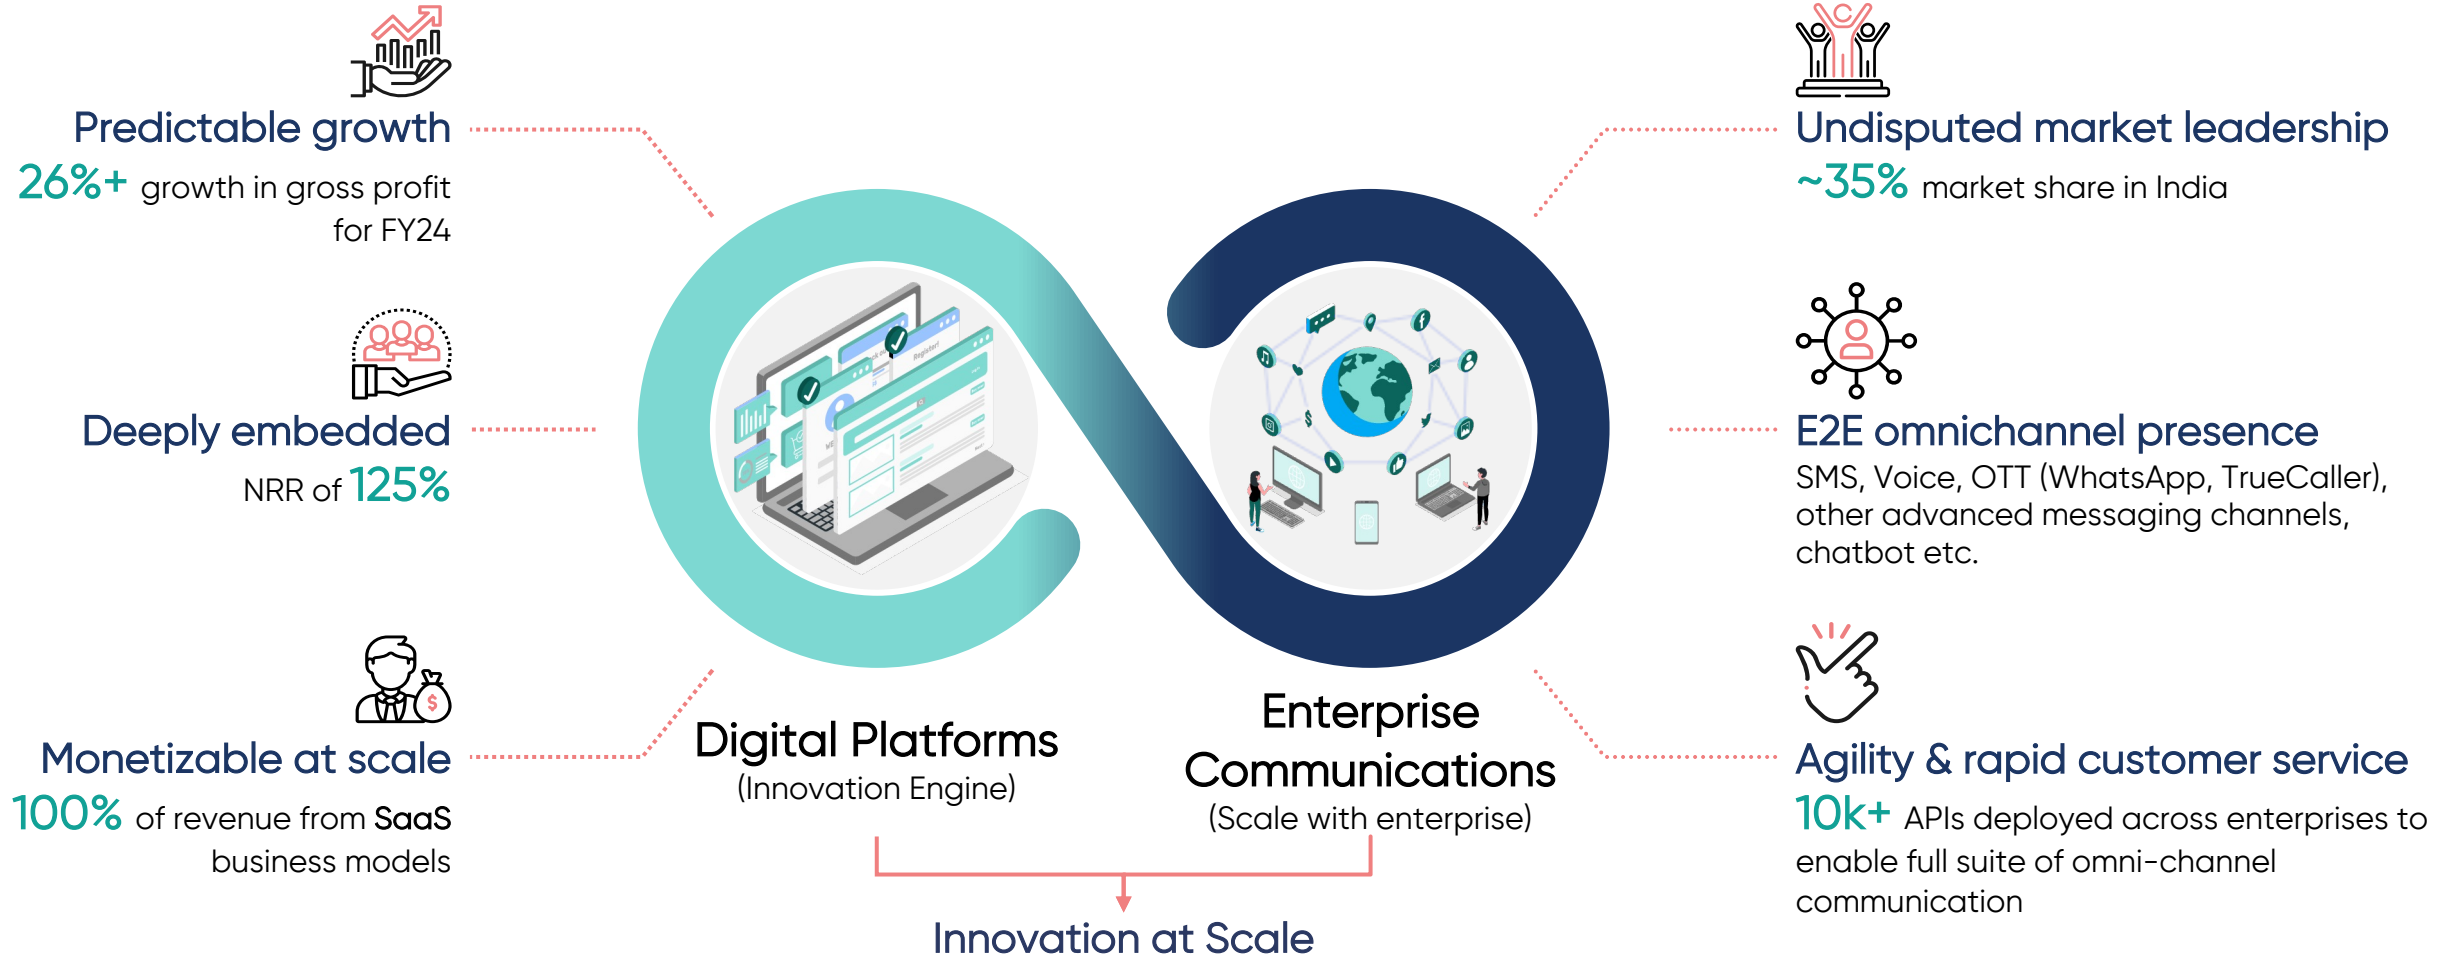 Predictable growth
26%+ growth in gross profit
for FY24
Deeply embedded
NRR of 125%
Monetizable at scale
100% of revenue from SaaS
business models
Register!
Digital Platforms
(Innovation Engine)
Enterprise
Communications
(Scale with enterprise)
Innovation at Scale
Undisputed market leadership
~35% market share in India
E2E omnichannel presence
SMS, Voice, OTT (WhatsApp, TrueCaller),
other advanced messaging channels,
chatbot etc.
Agility & rapid customer service
10k+ APIs deployed across enterprises to
enable full suite of omni-channel
communication